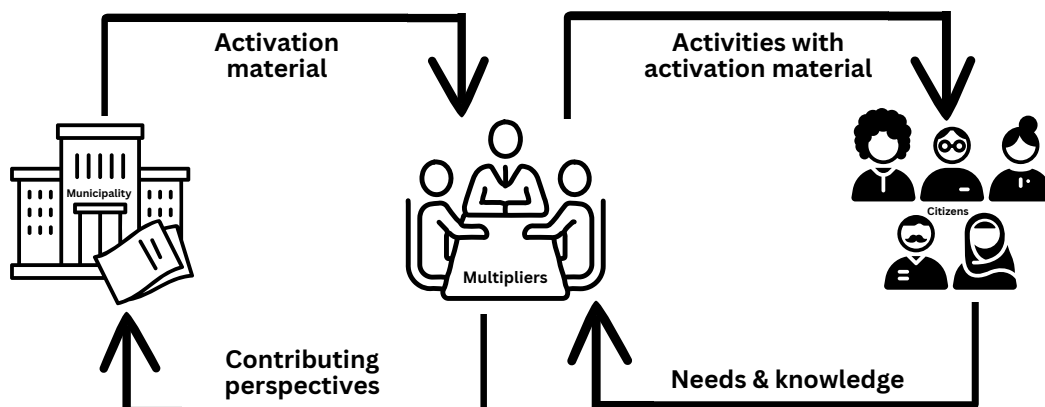 Activation
material
Activities with
activation material
Municipality
Citizens
Multipliers
Contributing
perspectives
Needs & knowledge